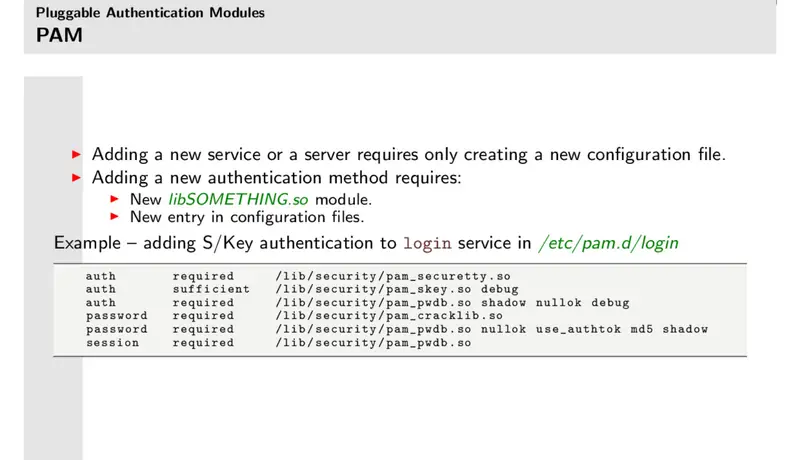 Pluggable Authentication Modules
PAM
Adding a new service or a server requires only creating a new configuration file.
Adding a new authentication method requires:
New libSOMETHING.so module.
New entry in configuration files.
Example – adding S/Key authentication to login service in /etc/pam.d/login
auth required /lib/security/pam_securetty.so
auth sufficient /lib/security/pam_skey.so debug
auth required /lib/security/pam_pwdb.so shadow nullok debug
password required /lib/security/pam_cracklib.so
password required /lib/security/pam_pwdb.so nullok use_authtok md5 shadow
session required /lib/security/pam_pwdb.so